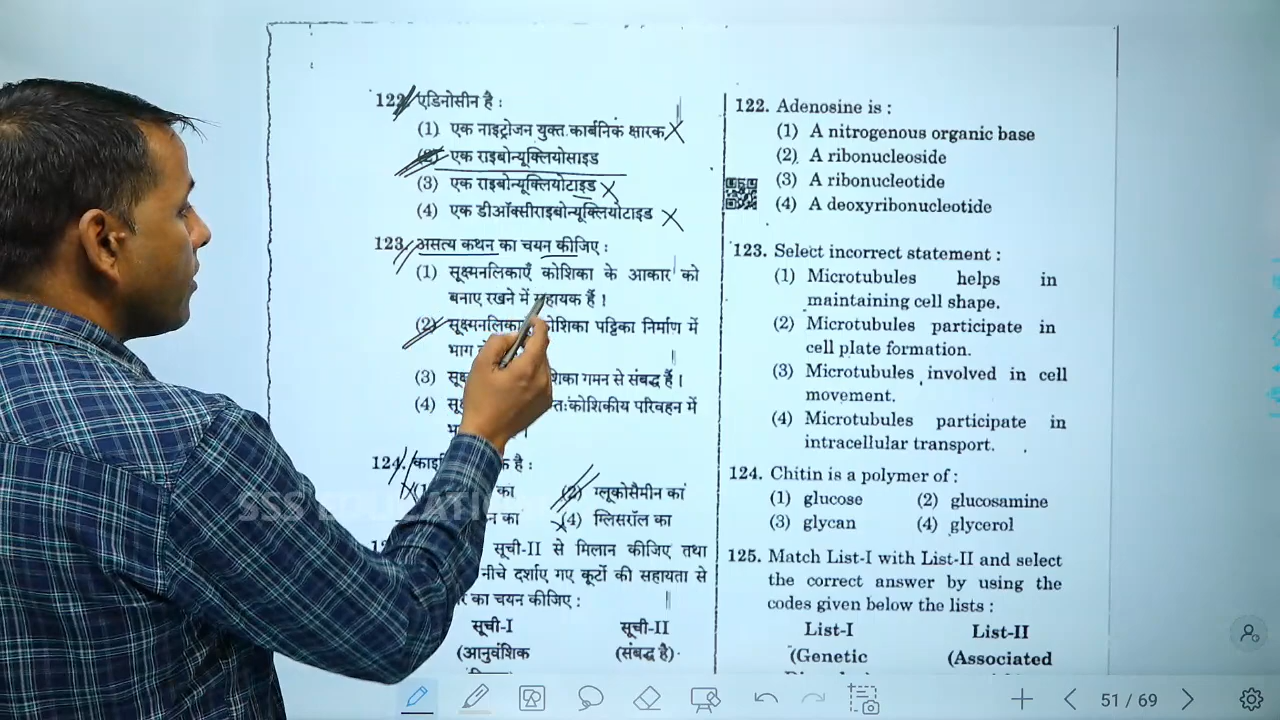 122. एडिनोसीन है :
(1) एक नाइट्रोजन युक्त कार्बनिक क्षारक
(2) एक राइबोन्यूक्लियोसाइड
(3) एक राइबोन्यूक्लियोटाइड
(4) एक डीऑक्सीराइबोन्यूक्लियोटाइड
123. असत्य कथन का चयन कीजिए :
(1) सूक्ष्मनलिकाएँ कोशिका के आकार को
बनाए रखने में सहायक हैं ।
(2) कोशिका पट्टिका निर्माण में
भाग
(3) गमन से संबद्ध हैं ।
(4) परिवहन में
124. है :
का (2) ग्लूकोसैमीन का
का (4) ग्लिसरॉल का
सूची-II से मिलान कीजिए तथा
नीचे दर्शाए गए कूटों की सहायता से
का चयन कीजिए :
सूची-I सूची-II
(आनुवंशिक (संबद्ध है)
122. Adenosine is :
(1) A nitrogenous organic base
(2) A ribonucleoside
(3) A ribonucleotide
(4) A deoxyribonucleotide
123. Select incorrect statement :
(1) Microtubules helps in
maintaining cell shape.
(2) Microtubules participate in
cell plate formation.
(3) Microtubules involved in cell
movement.
(4) Microtubules participate in
intracellular transport.
124. Chitin is a polymer of :
(1) glucose (2) glucosamine
(3) glycan (4) glycerol
125. Match List-I with List-II and select
the correct answer by using the
codes given below the lists :
List-I List-II
(Genetic (Associated
51 / 69